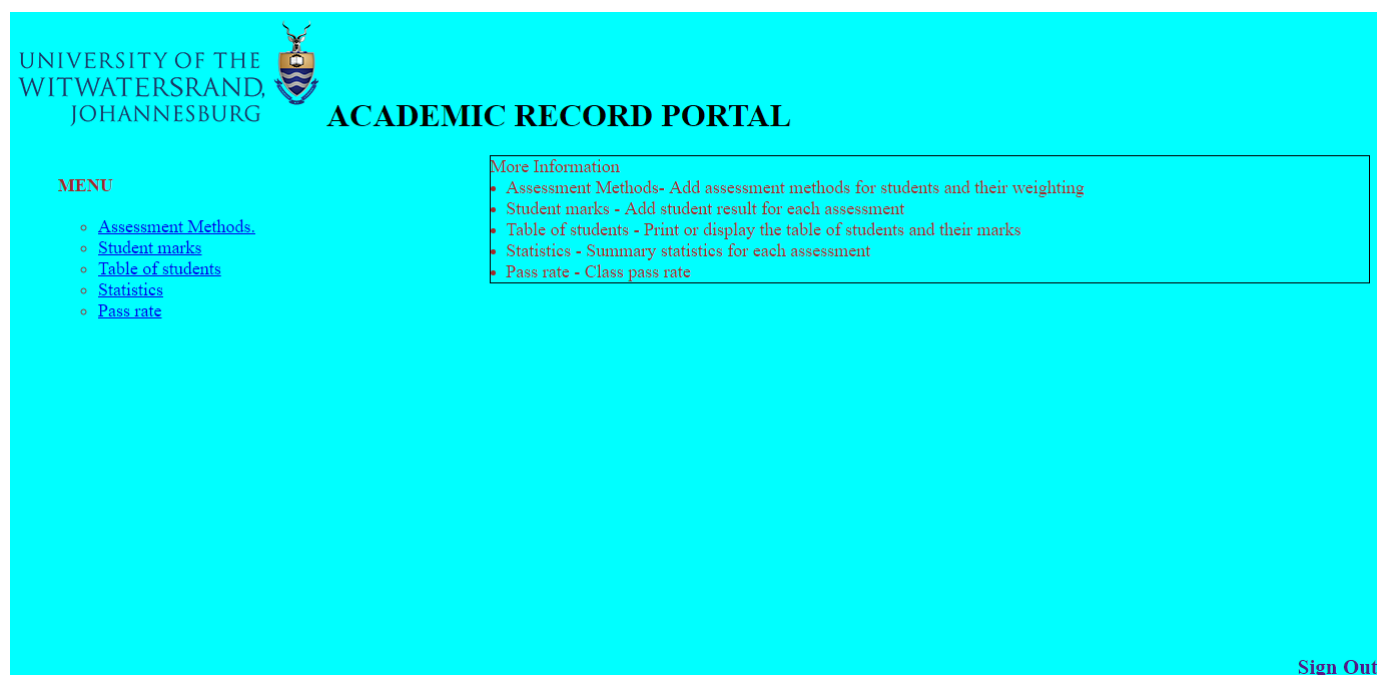 UNIVERSITY OF THE
WITWATERSRAND,
JOHANNESBURG
ACADEMIC RECORD PORTAL
MENU
Assessment Methods.
Student marks
Table of students
Statistics
Pass rate
More Information
Assessment Methods- Add assessment methods for students and their weighting
Student marks - Add student result for each assessment
Table of students - Print or display the table of students and their marks
Statistics - Summary statistics for each assessment
Pass rate - Class pass rate
Sign Out